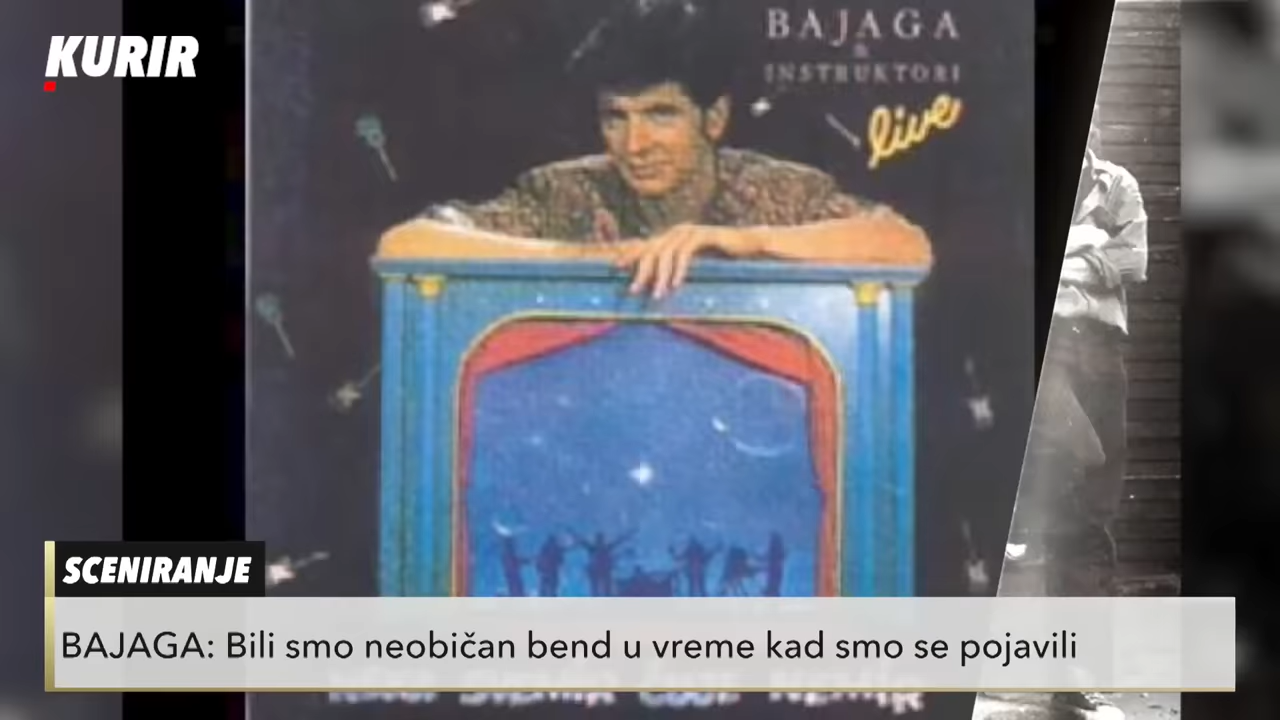 KURIR
BAJAGA
&
INSTRUKTORI
live
SCENIRANJE
BAJAGA: Bili smo neobičan bend u vreme kad smo se pojavili